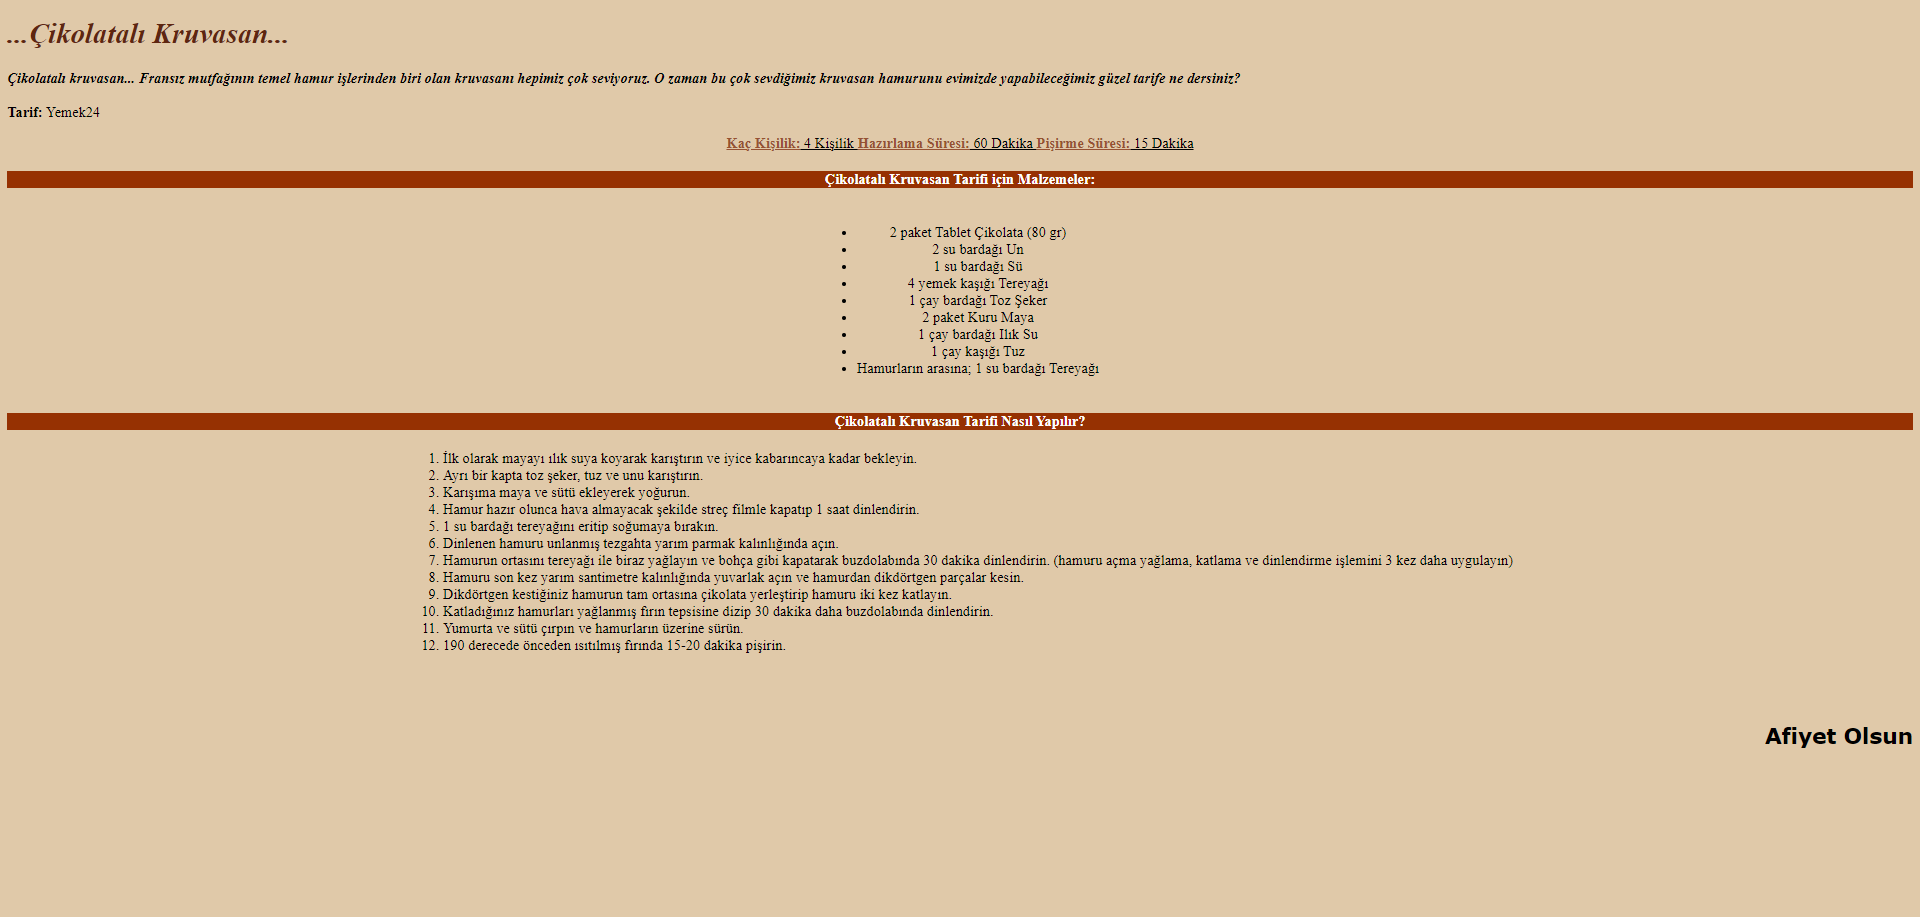 ...Çikolatalı Kruvasan...
Çikolatalı kruvasan... Fransız mutfağının temel hamur işlerinden biri olan kruvasanı hepimiz çok seviyoruz. O zaman bu çok sevdiğimiz kruvasan hamurunu evimizde yapabileceğimiz güzel tarife ne dersiniz?
Tarif: Yemek24
Kaç Kişilik: 4 Kişilik Hazırlama Süresi: 60 Dakika Pişirme Süresi: 15 Dakika
Çikolatalı Kruvasan Tarifi için Malzemeler:
• 2 paket Tablet Çikolata (80 gr)
• 2 su bardağı Un
• 1 su bardağı Sü
• 4 yemek kaşığı Tereyağı
• 1 çay bardağı Toz Şeker
• 2 paket Kuru Maya
• 1 çay bardağı Ilık Su
• 1 çay kaşığı Tuz
• Hamurların arasına; 1 su bardağı Tereyağı
Çikolatalı Kruvasan Tarifi Nasıl Yapılır?
1. İlk olarak mayayı ılık suya koyarak karıştırın ve iyice kabarıncaya kadar bekleyin.
2. Ayrı bir kapta toz şeker, tuz ve unu karıştırın.
3. Karışıma maya ve sütü ekleyerek yoğurun.
4. Hamur hazır olunca hava almayacak şekilde streç filmle kapatıp 1 saat dinlendirin.
5. 1 su bardağı tereyağını eritip soğumaya bırakın.
6. Dinlenen hamuru unlanmış tezgahta yarım parmak kalınlığında açın.
7. Hamurun ortasını tereyağı ile biraz yağlayın ve bohça gibi kapatarak buzdolabında 30 dakika dinlendirin. (hamuru açma yağlama, katlama ve dinlendirme işlemini 3 kez daha uygulayın)
8. Hamuru son kez yarım santimetre kalınlığında yuvarlak açın ve hamurdan dikdörtgen parçalar kesin.
9. Dikdörtgen kestiğiniz hamurun tam ortasına çikolata yerleştirip hamuru iki kez katlayın.
10. Katladığınız hamurları yağlanmış fırın tepsisine dizip 30 dakika daha buzdolabında dinlendirin.
11. Yumurta ve sütü çırpın ve hamurların üzerine sürün.
12. 190 derecede önceden ısıtılmış fırında 15-20 dakika pişirin.
Afiyet Olsun